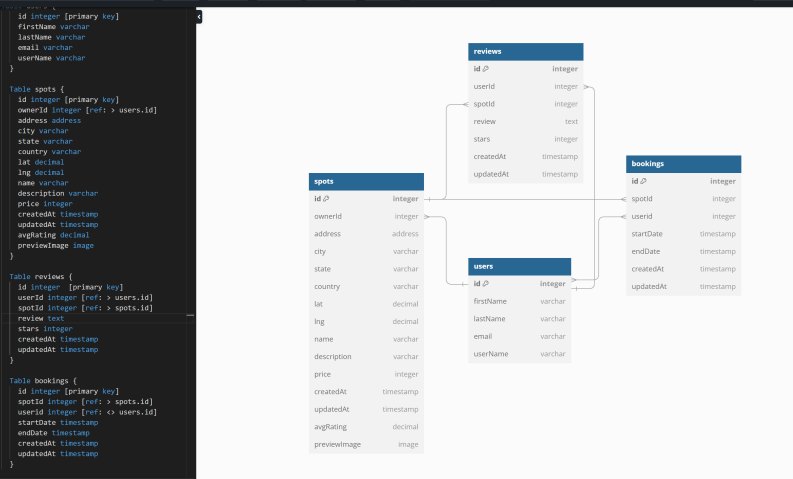 id integer [primary key]
firstName varchar
lastName varchar
email varchar
userName varchar
}
Table spots {
id integer [primary key]
ownerId integer [ref: > users.id]
address address
city varchar
state varchar
country varchar
lat decimal
lng decimal
name varchar
description varchar
price integer
createdAt timestamp
updatedAt timestamp
avgRating decimal
previewImage image
}
Table reviews {
id integer  [primary key]
userId integer [ref: > users.id]
spotId integer [ref: > spots.id]
review text
stars integer
createdAt timestamp
updatedAt timestamp
}
Table bookings {
id integer [primary key]
spotId integer [ref: > spots.id]
userid integer [ref: <> users.id]
startDate timestamp
endDate timestamp
createdAt timestamp
updatedAt timestamp
}
reviews
id integer
userId integer
spotId integer
review text
stars integer
createdAt timestamp
updatedAt timestamp
bookings
id integer
spotId integer
userid integer
startDate timestamp
endDate timestamp
createdAt timestamp
updatedAt timestamp
spots
id integer
ownerId integer
address address
city varchar
state varchar
country varchar
lat decimal
lng decimal
name varchar
description varchar
price integer
createdAt timestamp
updatedAt timestamp
avgRating decimal
previewImage image
users
id integer
firstName varchar
lastName varchar
email varchar
userName varchar